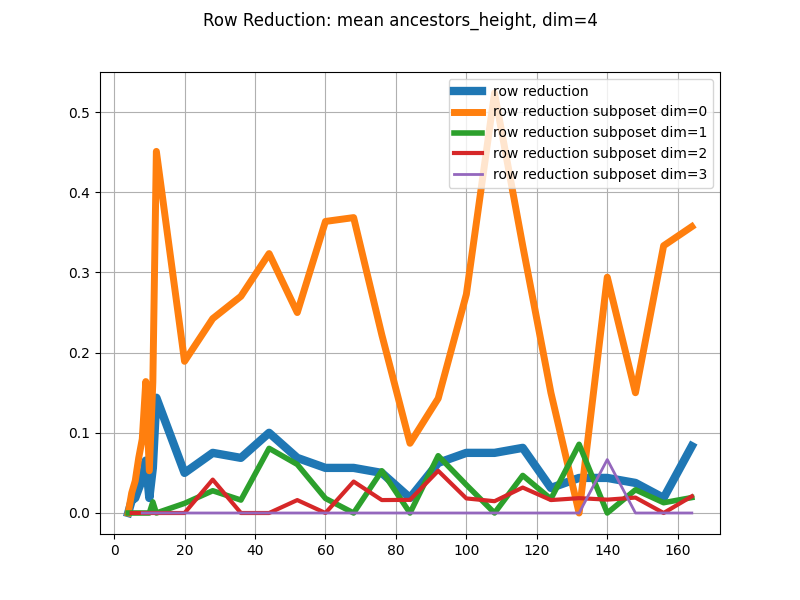 Row Reduction: mean ancestors_height, dim=4
row reduction
row reduction subposet dim=0
row reduction subposet dim=1
row reduction subposet dim=2
row reduction subposet dim=3
0.5
0.4
0.3
0.2
0.1
0.0
0 20 40 60 80 100 120 140 160